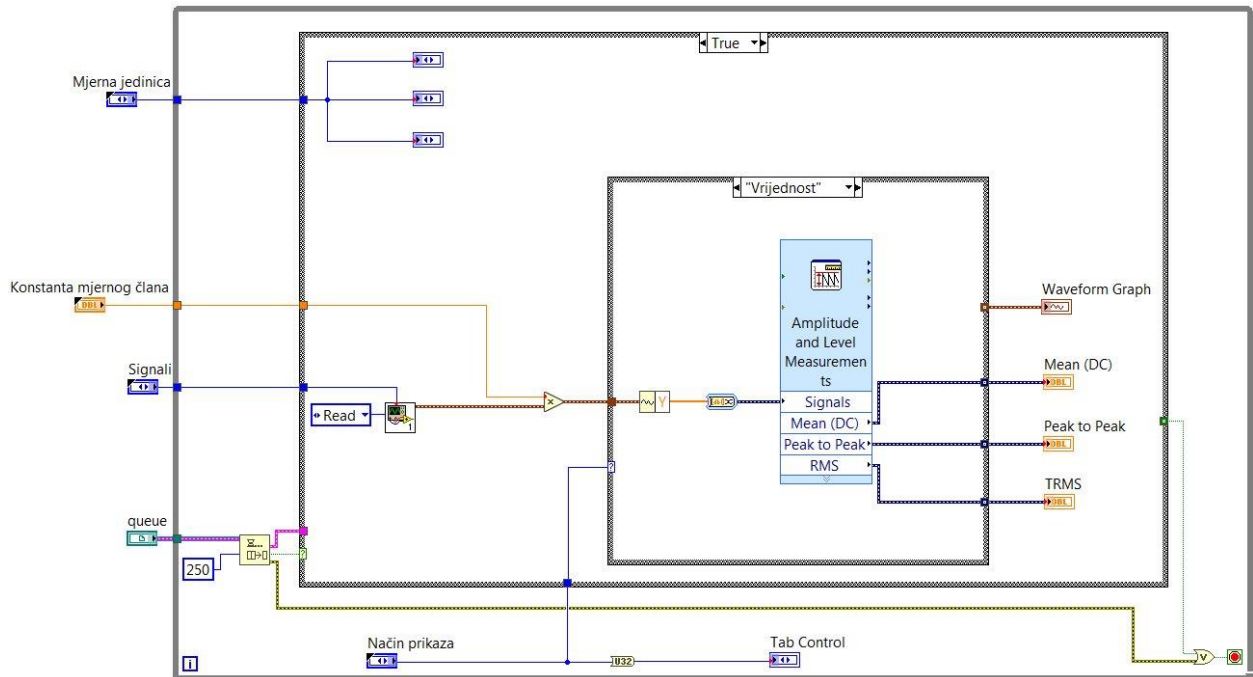 True
Mjerna jedinica
"Vrijednost"
Konstanta mjernog člana
DBL
Waveform Graph
Amplitude
and Level
Measuremen
ts
Signali
Mean (DC)
DBL
Read
1
Y
Signals
Mean (DC)
Peak to Peak
Peak to Peak
DBL
RMS
TRMS
DBL
queue
250
Način prikaza
U32
Tab Control
i
V